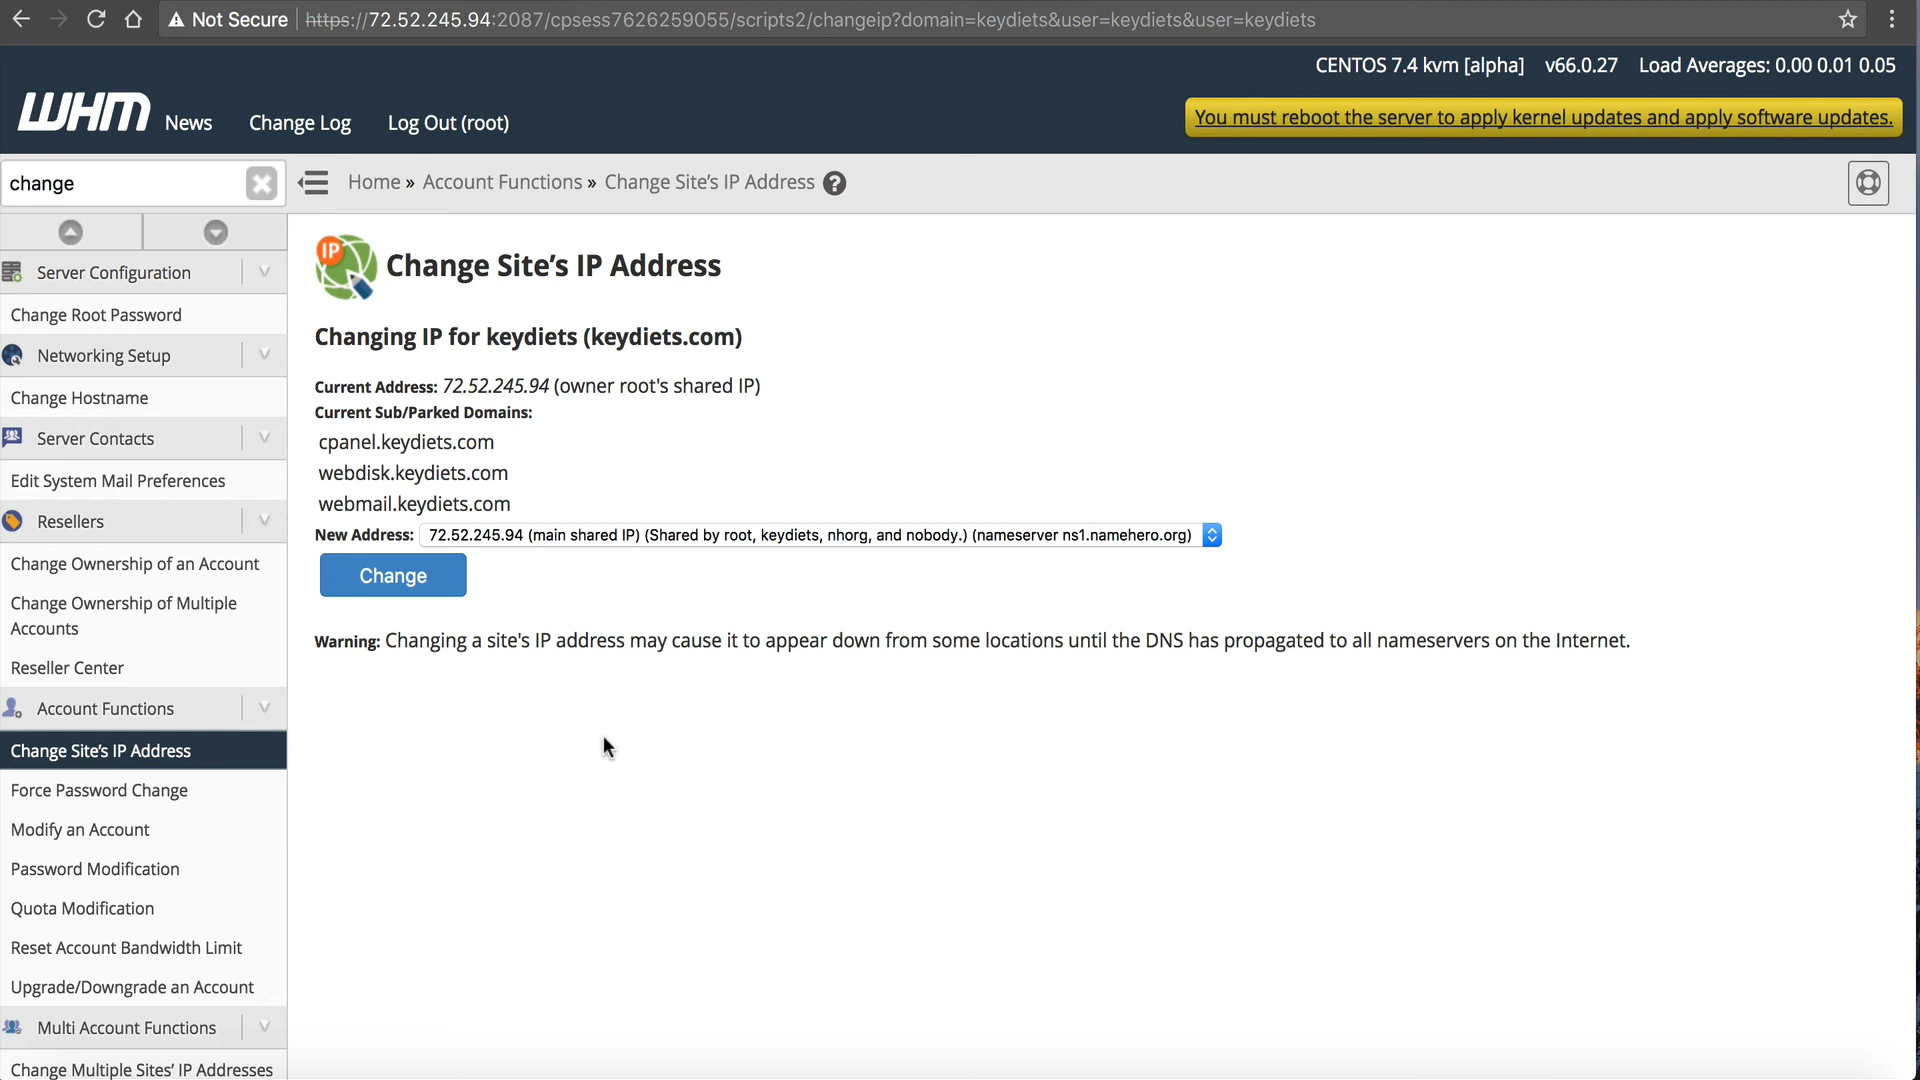 Not Secure https://72.52.245.94:2087/cpsess7626259055/scripts2/changeip?domain=keydiets&user=keydiets&user=keydiets
CENTOS 7.4 kvm [alpha] v66.0.27 Load Averages: 0.00 0.01 0.05
WHM News Change Log Log Out (root)
You must reboot the server to apply kernel updates and apply software updates.
change
Home » Account Functions » Change Site's IP Address ?
Server Configuration
Change Root Password
Networking Setup
Change Hostname
Server Contacts
Edit System Mail Preferences
Resellers
Change Ownership of an Account
Change Ownership of Multiple
Accounts
Reseller Center
Account Functions
Change Site's IP Address
Force Password Change
Modify an Account
Password Modification
Quota Modification
Reset Account Bandwidth Limit
Upgrade/Downgrade an Account
Multi Account Functions
Change Multiple Sites' IP Addresses
IP
Change Site's IP Address
Changing IP for keydiets (keydiets.com)
Current Address: 72.52.245.94 (owner root's shared IP)
Current Sub/Parked Domains:
cpanel.keydiets.com
webdisk.keydiets.com
webmail.keydiets.com
New Address: 72.52.245.94 (main shared IP) (Shared by root, keydiets, nhorg, and nobody.) (nameserver ns1.namehero.org)
Change
Warning: Changing a site's IP address may cause it to appear down from some locations until the DNS has propagated to all nameservers on the Internet.